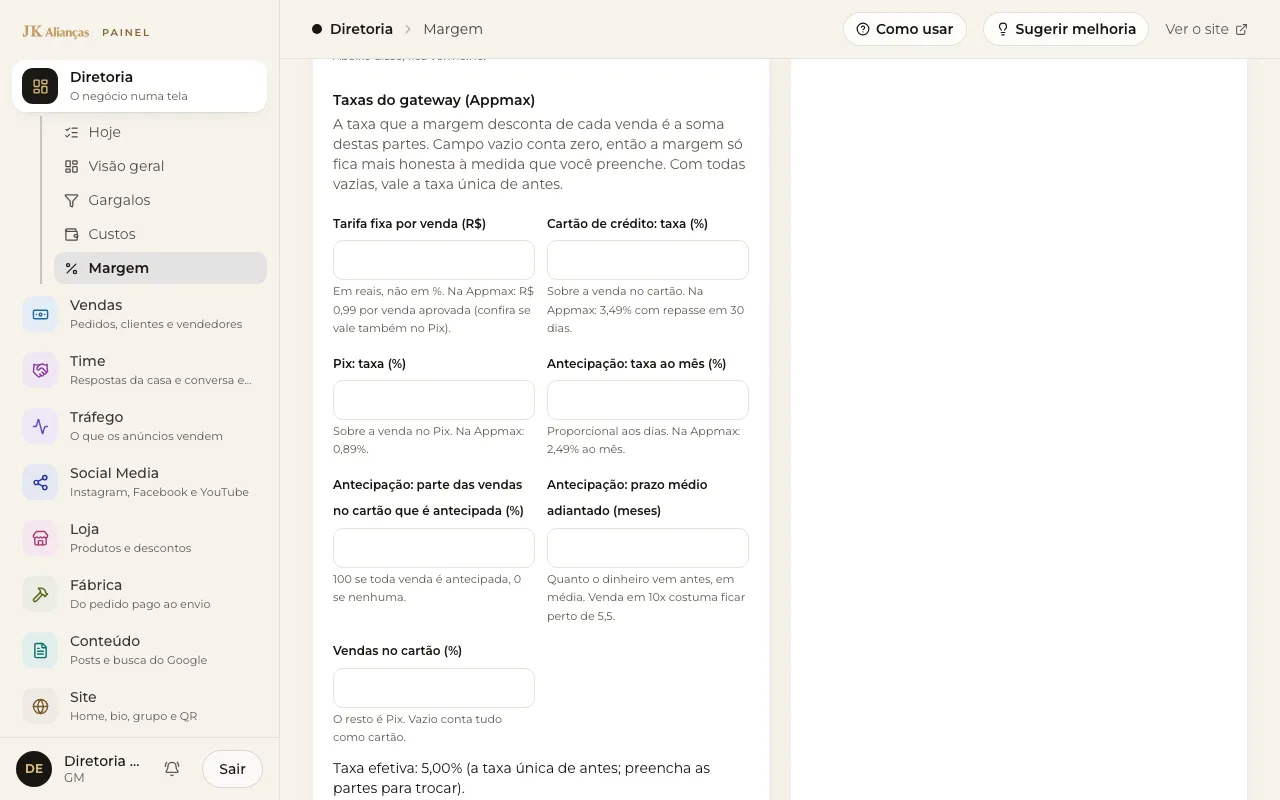 JK Alianças PAINEL
Diretoria
O negócio numa tela
Hoje
Visão geral
Gargalos
Custos
Margem
Vendas
Pedidos, clientes e vendedores
Time
Respostas da casa e conversa e...
Tráfego
O que os anúncios vendem
Social Media
Instagram, Facebook e YouTube
Loja
Produtos e descontos
Fábrica
Do pedido pago ao envio
Conteúdo
Posts e busca do Google
Site
Home, bio, grupo e QR
DE
Diretoria ...
GM
Sair
Diretoria
Margem
Como usar
Sugerir melhoria
Ver o site
Taxas do gateway (Appmax)
A taxa que a margem desconta de cada venda é a soma
destas partes. Campo vazio conta zero, então a margem só
fica mais honesta à medida que você preenche. Com todas
vazias, vale a taxa única de antes.
Tarifa fixa por venda (R$)
Em reais, não em %. Na Appmax: R$
0,99 por venda aprovada (confira se
vale também no Pix).
Cartão de crédito: taxa (%)
Sobre a venda no cartão. Na
Appmax: 3,49% com repasse em 30
dias.
Pix: taxa (%)
Sobre a venda no Pix. Na Appmax:
0,89%.
Antecipação: taxa ao mês (%)
Proporcional aos dias. Na Appmax:
2,49% ao mês.
Antecipação: parte das vendas
no cartão que é antecipada (%)
100 se toda venda é antecipada, 0
se nenhuma.
Antecipação: prazo médio
adiantado (meses)
Quanto o dinheiro vem antes, em
média. Venda em 10x costuma ficar
perto de 5,5.
Vendas no cartão (%)
O resto é Pix. Vazio conta tudo
como cartão.
Taxa efetiva: 5,00% (a taxa única de antes; preencha as
partes para trocar).